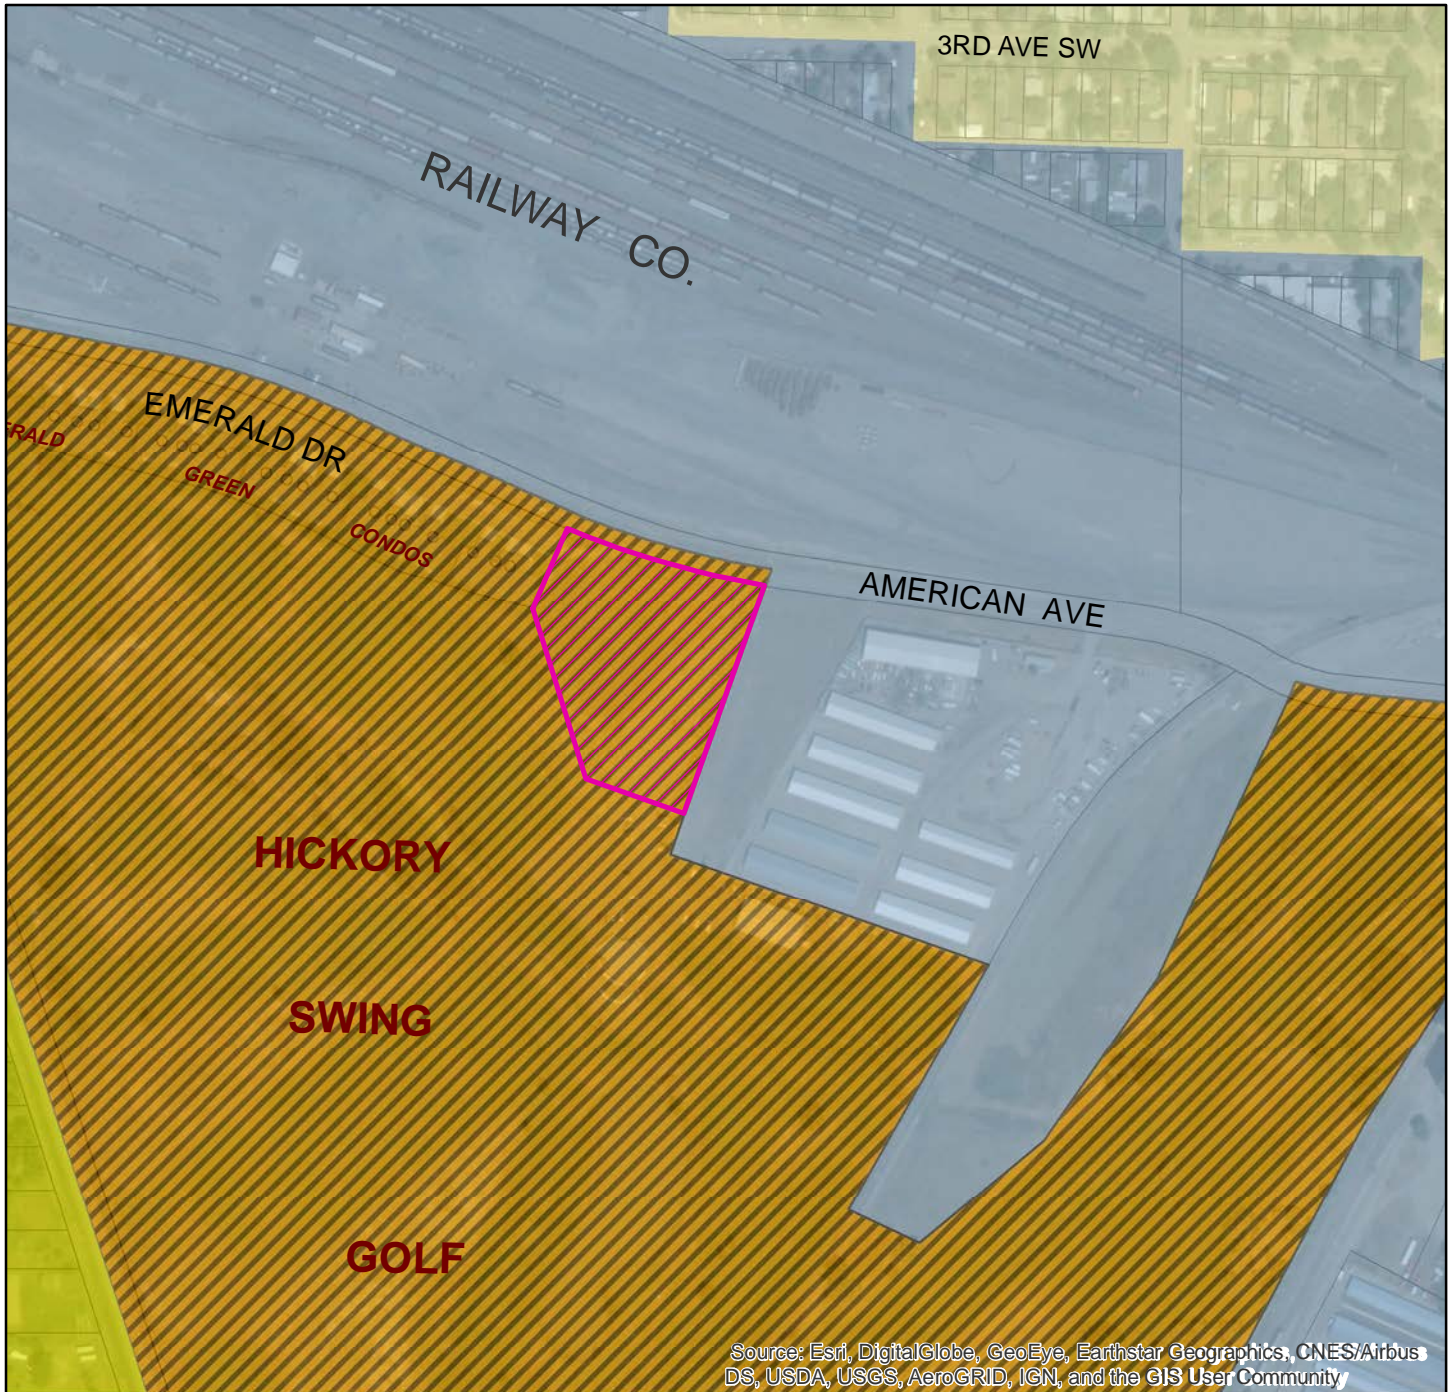 3RD AVE SW
RAILWAY CO.
EMERALD DR
ERALD
GREEN
CONDOS
AMERICAN AVE
HICKORY
SWING
GOLF
Source: Esri, DigitalGlobe, GeoEye, Earthstar Geographics, CNES/Airbus
DS, USDA, USGS, AeroGRID, IGN, and the GIS User Community